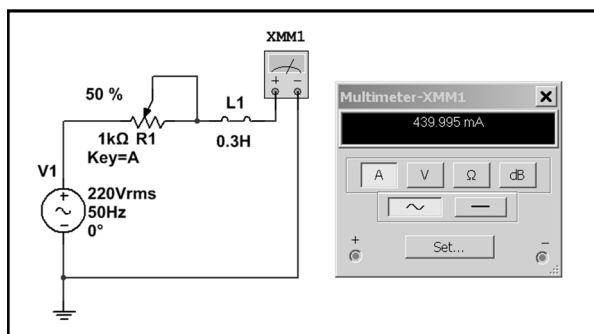 XMM1
+ −
50 %
L1
1kΩ R1
Key=A
0.3H
V1
+
−
220Vrms
50Hz
0°
Multimeter-XMM1
439.995 mA
A V Ω dB
Set...
+ −